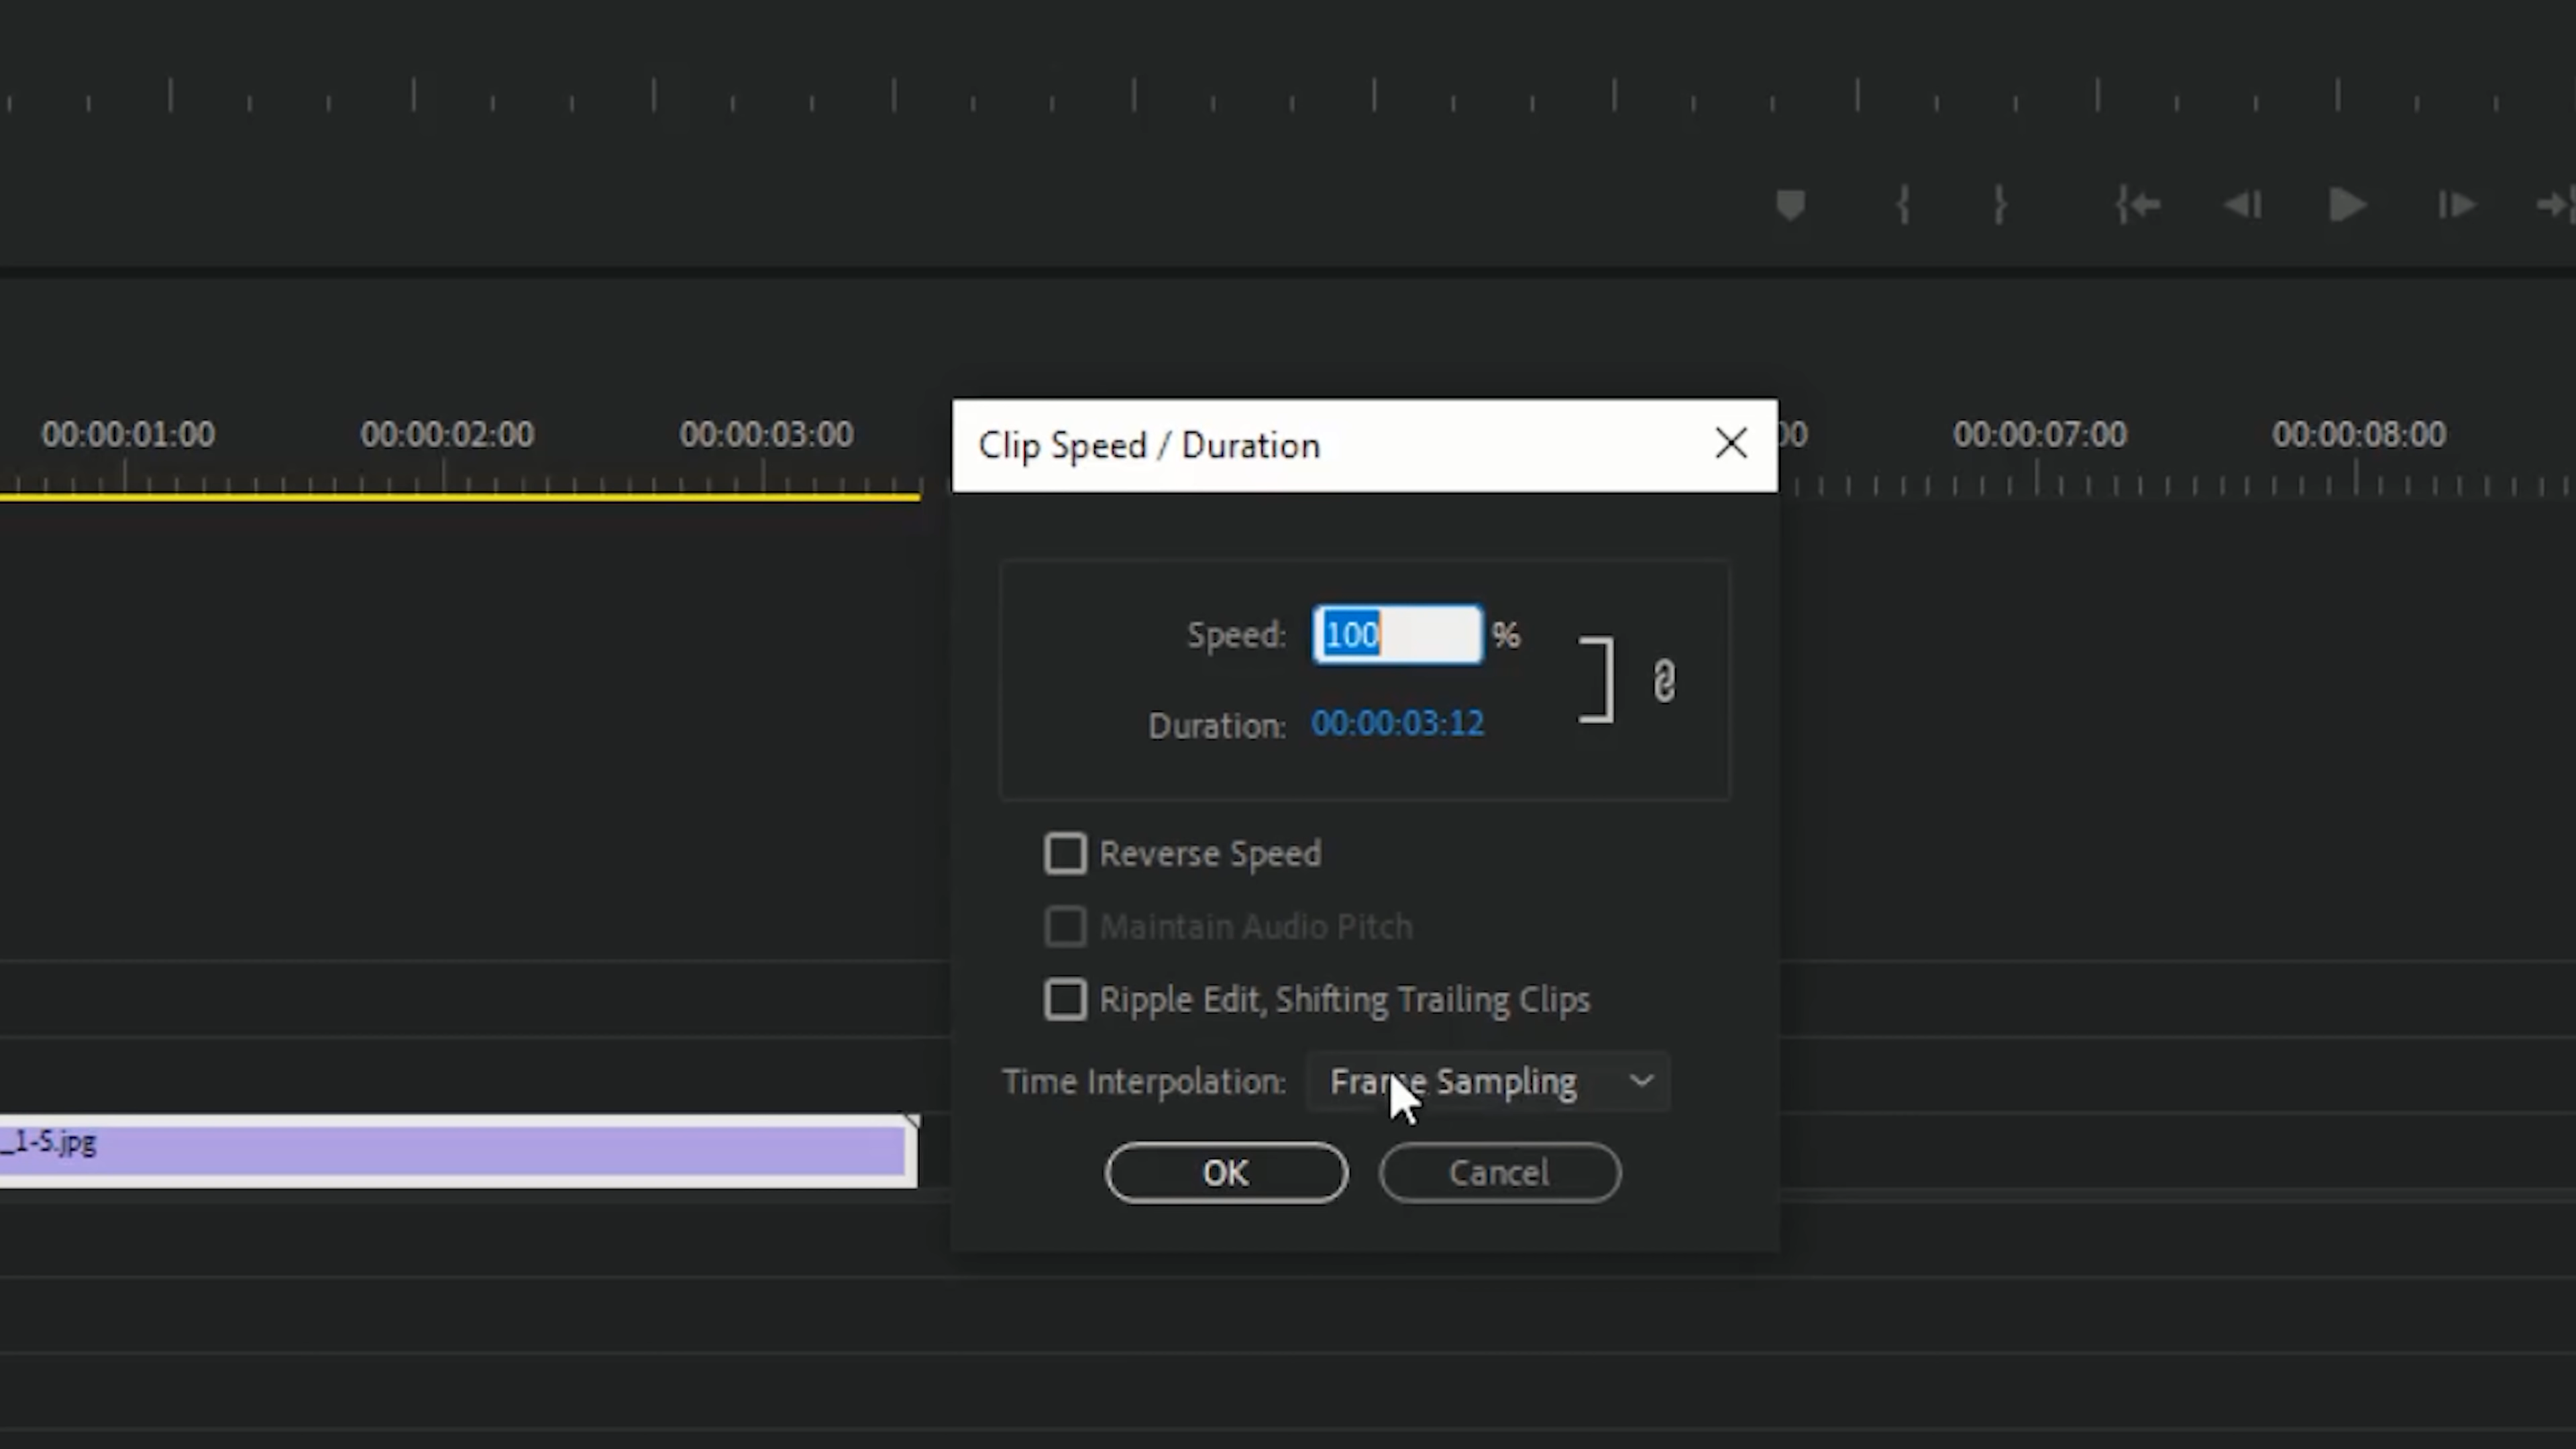 00:00:01:00 00:00:02:00 00:00:03:00 00 00:00:07:00 00:00:08:00
Clip Speed / Duration
Speed: 100 %
Duration: 00:00:03:12
Reverse Speed
Maintain Audio Pitch
Ripple Edit, Shifting Trailing Clips
Time Interpolation: Frame Sampling
_1-S.jpg
OK Cancel